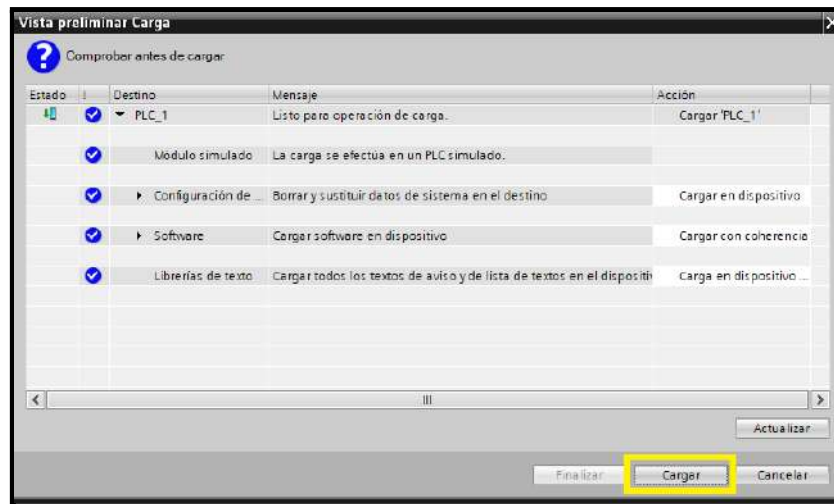 Vista preliminar Carga
Comprobar antes de cargar
Estado ! Destino Mensaje Acción
PLC_1 Listo para operación de carga. Cargar 'PLC_1'
Módulo simulado La carga se efectúa en un PLC simulado.
Configuración de ... Borrar y sustituir datos de sistema en el destino Cargar en dispositivo
Software Cargar software en dispositivo Cargar con coherencia
Librerías de texto Cargar todos los textos de aviso y de lista de textos en el dispositiv Carga en dispositivo ...
Actualizar
Finalizar Cargar Cancelar